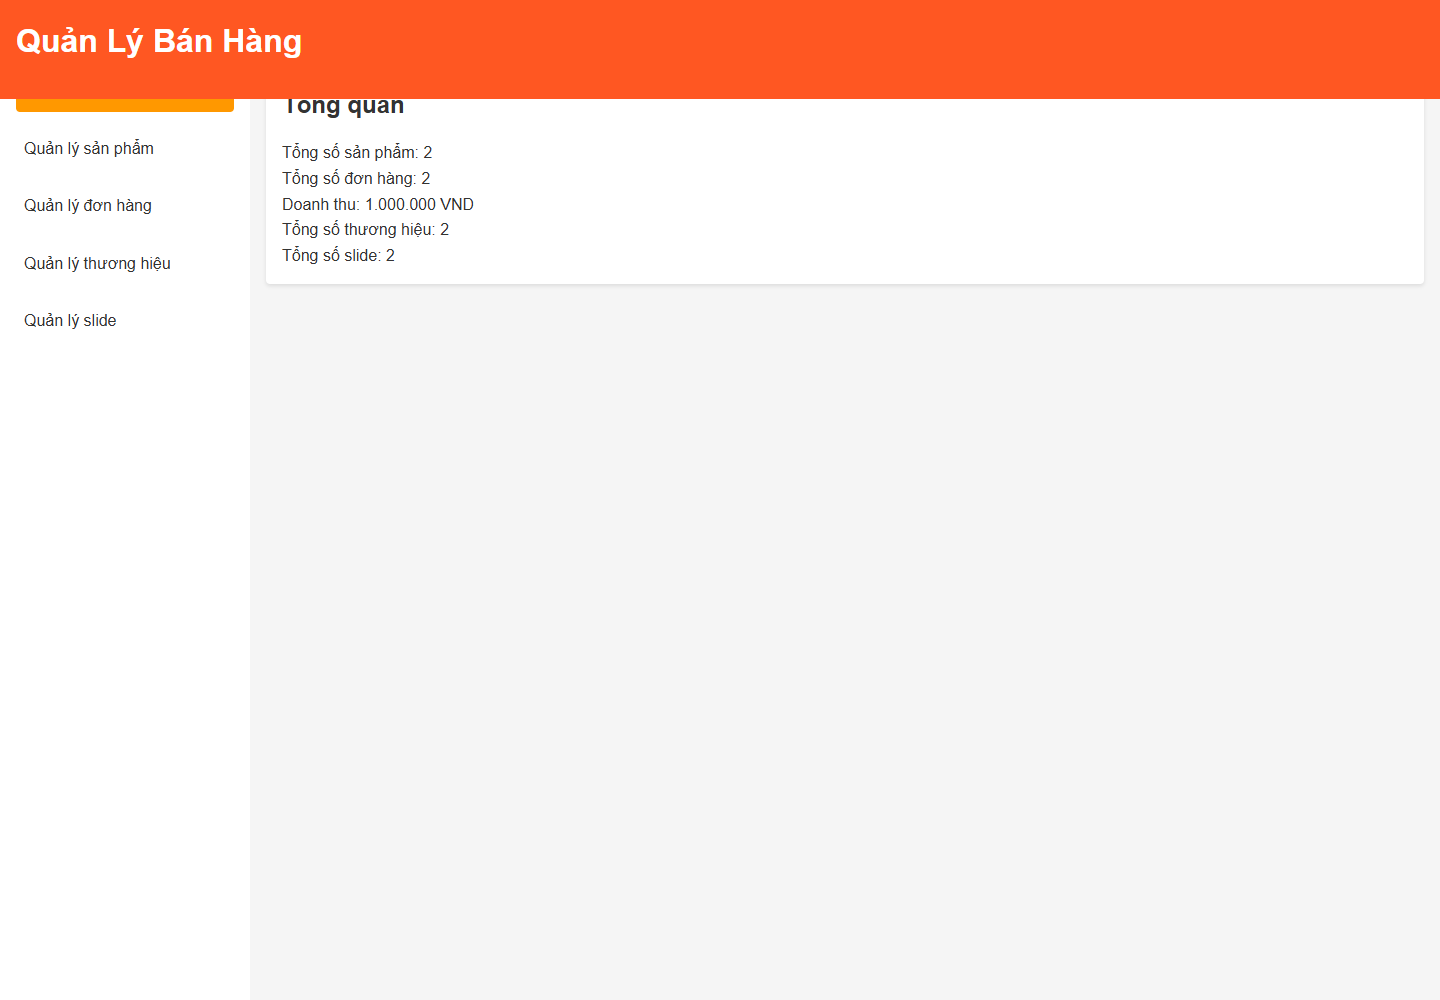 Quản Lý Bán Hàng
Tổng quan
Quản lý sản phẩm
Quản lý đơn hàng
Quản lý thương hiệu
Quản lý slide
Tổng số sản phẩm: 2
Tổng số đơn hàng: 2
Doanh thu: 1.000.000 VND
Tổng số thương hiệu: 2
Tổng số slide: 2